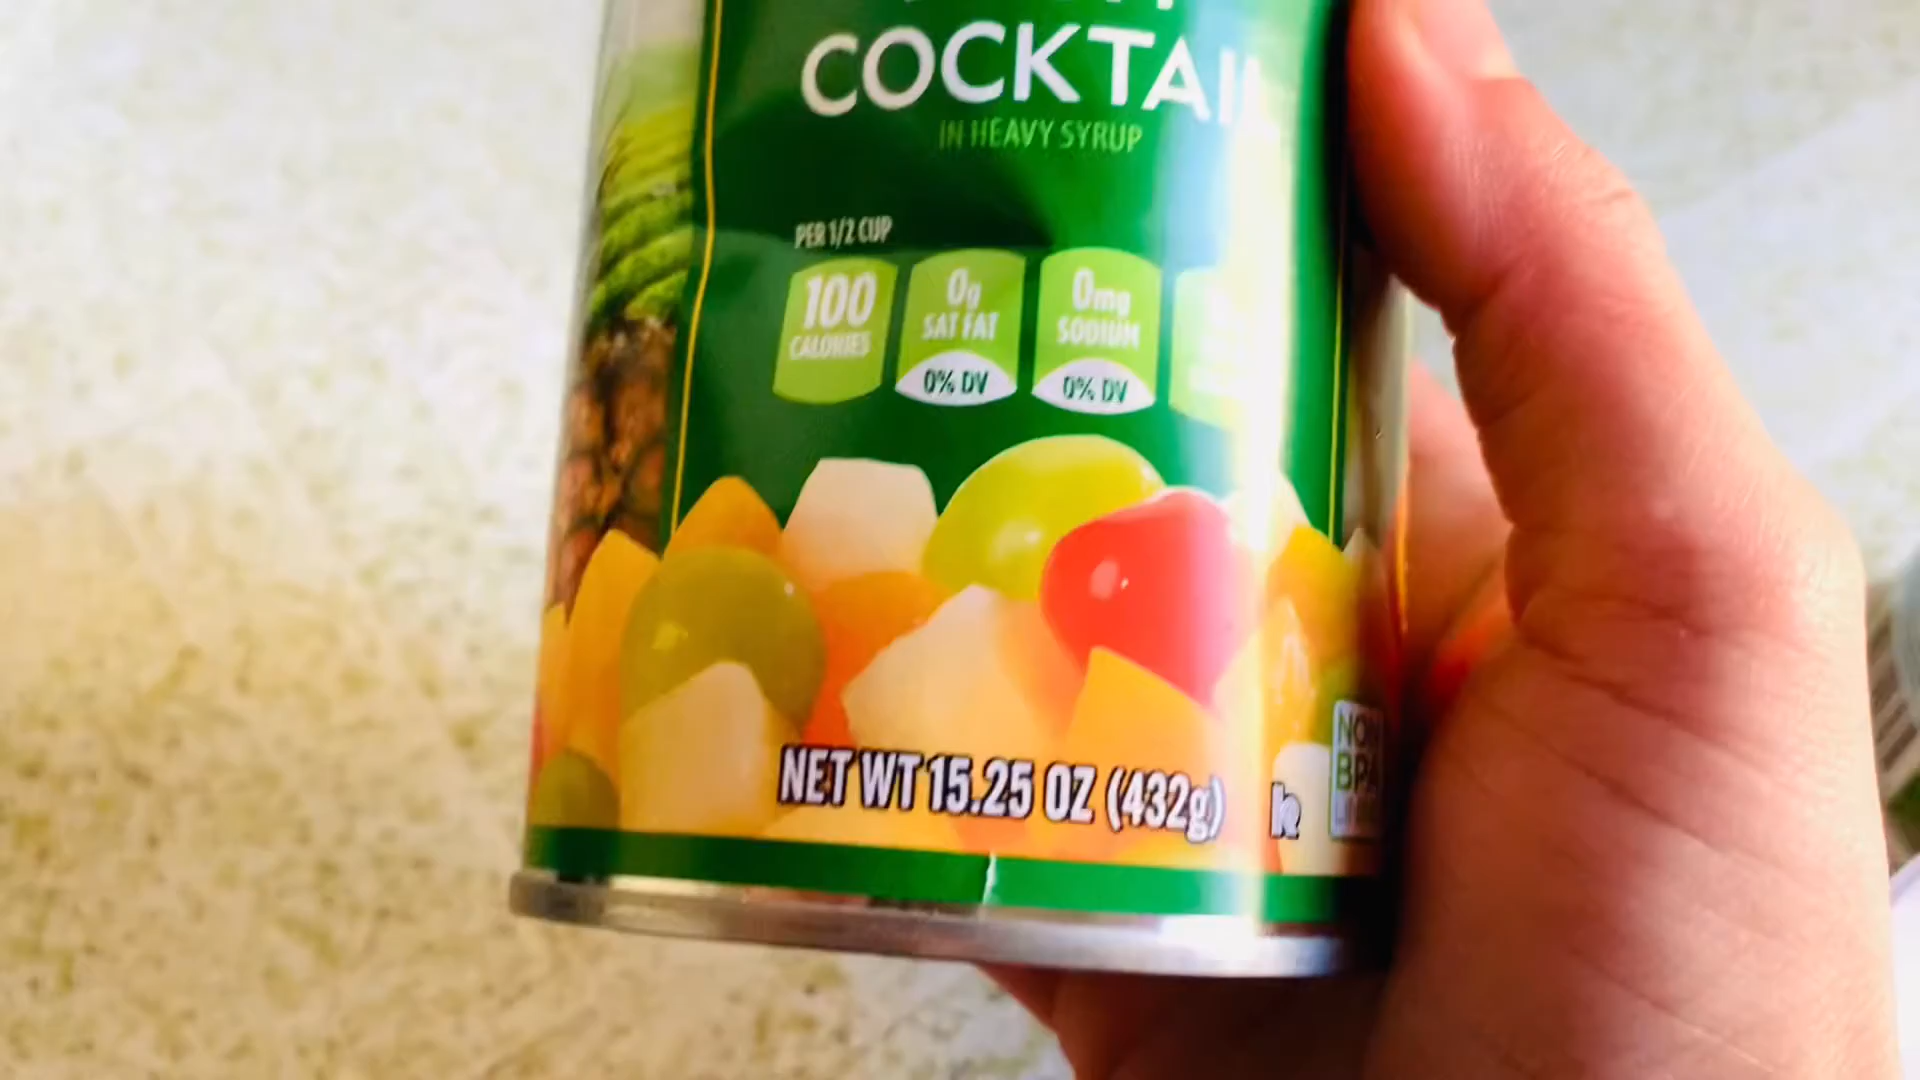 COCKTAIL
IN HEAVY SYRUP
PER 1/2 CUP
100
CALORIES
0g
SAT FAT
0% DV
0mg
SODIUM
0% DV
NET WT 15.25 OZ (432g)
NON
BPA